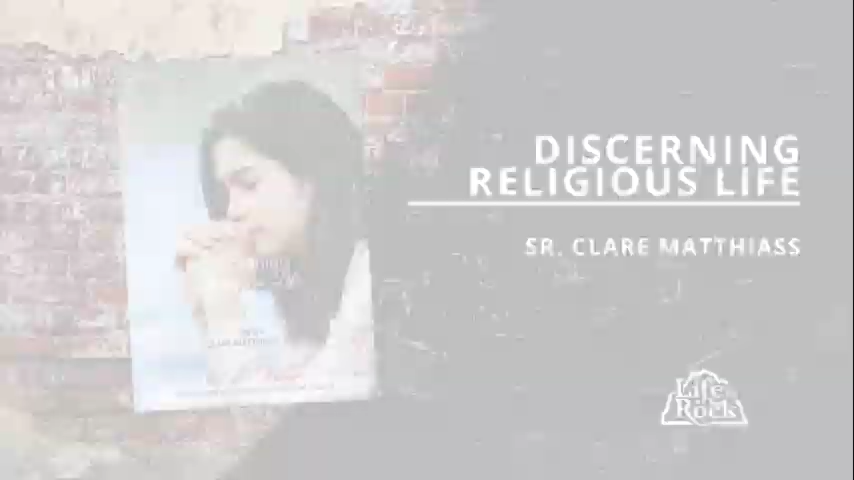 DISCERNING
RELIGIOUS LIFE
SR. CLARE MATTHIASS
Life
Rock